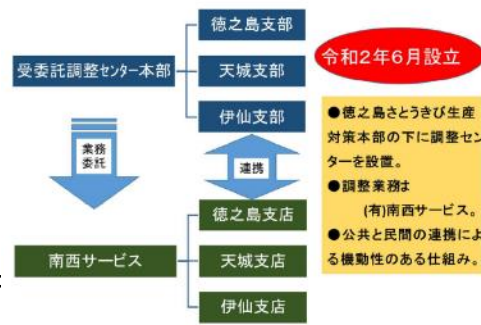 徳之島支部
受委託調整センター本部
天城支部
伊仙支部
令和2年6月設立
業務
委託
連携
●徳之島さとうきび生産
対策本部の下に調整セン
ターを設置。
●調整業務は
(有)南西サービス。
●公共と民間の連携によ
る機動性のある仕組み。
徳之島支店
南西サービス
天城支店
伊仙支店